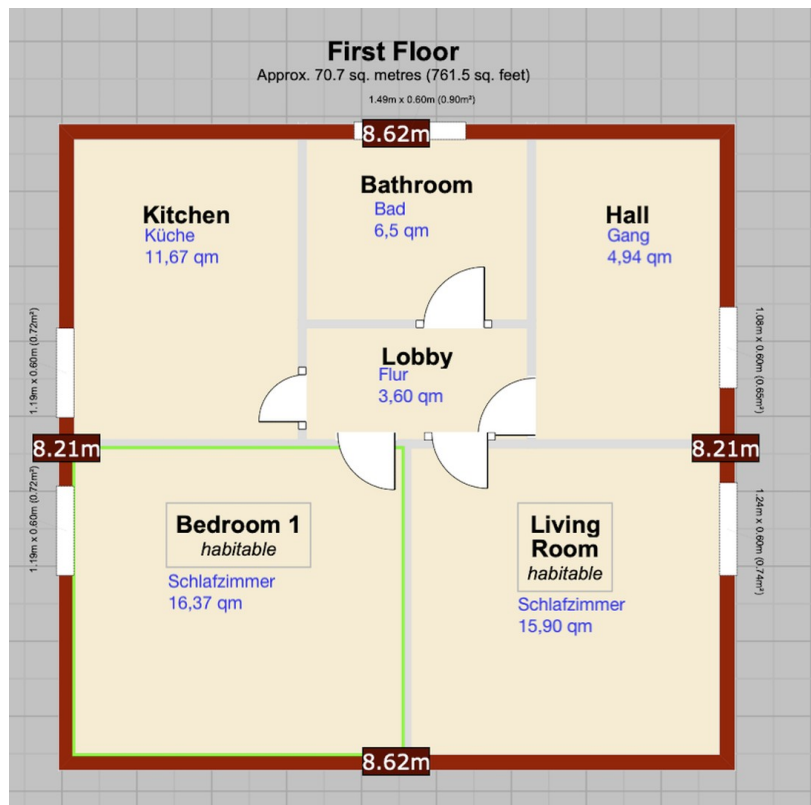 First Floor
Approx. 70.7 sq. metres (761.5 sq. feet)
1.49m x 0.60m (0.90m²)
8.62m
Kitchen
Küche
11,67 qm
Bathroom
Bad
6,5 qm
Hall
Gang
4,94 qm
1.19m x 0.60m (0.72m²)
1.08m x 0.60m (0.65m²)
Lobby
Flur
3,60 qm
8.21m
8.21m
1.19m x 0.60m (0.72m²)
1.24m x 0.60m (0.74m²)
Bedroom 1
habitable
Schlafzimmer
16,37 qm
Living
Room
habitable
Schlafzimmer
15,90 qm
8.62m